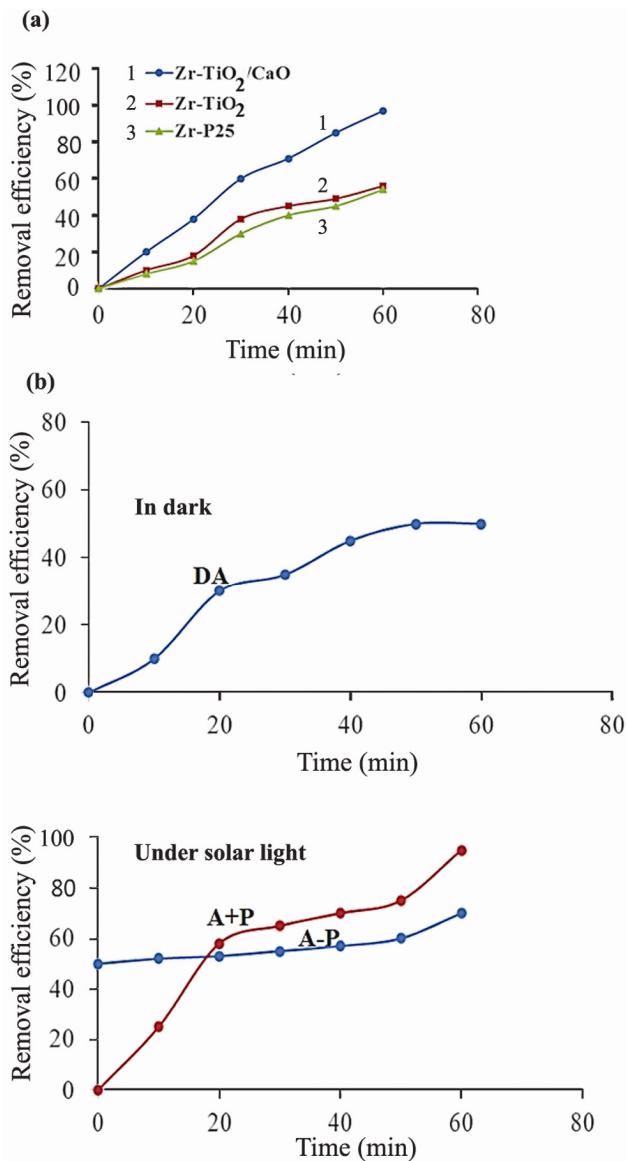 (a)
1 Zr-TiO2/CaO
2 Zr-TiO2
3 Zr-P25
Removal efficiency (%)
120
100
80
60
40
20
0
1
2
3
0 20 40 60 80
Time (min)
(b)
Removal efficiency (%)
80
60
40
20
0
In dark
DA
0 20 40 60 80
Time (min)
Removal efficiency (%)
100
80
60
40
20
0
Under solar light
A+P
A-P
0 20 40 60 80
Time (min)